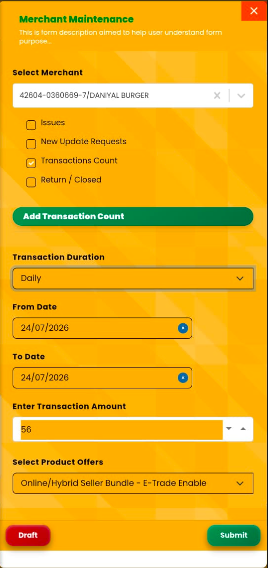 Merchant Maintenance
This is form description aimed to help user understand form
purpose...
Select Merchant
42604-0360669-7/DANIYAL BURGER
Issues
New Update Requests
Transactions Count
Return / Closed
Add Transaction Count
Transaction Duration
Daily
From Date
24/07/2026
To Date
24/07/2026
Enter Transaction Amount
56
Select Product Offers
Online/Hybrid Seller Bundle - E-Trade Enable
Draft
Submit